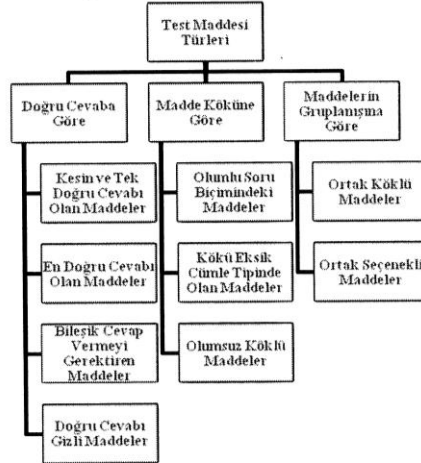 Test Maddesi
Türleri
Doğru Cevaba
Göre
Madde Köküne
Göre
Maddelerin
Gruplanışına
Göre
Kesin ve Tek
Doğru Cevabı
Olan Maddeler
En Doğru Cevabı
Olan Maddeler
Bileşik Cevap
Vermeyi
Gerektiren
Maddeler
Doğru Cevabı
Gizli Maddeler
Olumlu Soru
Biçimindeki
Maddeler
Kökü Eksik
Cümle Tipinde
Olan Maddeler
Olumsuz Köklü
Maddeler
Ortak Köklü
Maddeler
Ortak Seçenekli
Maddeler